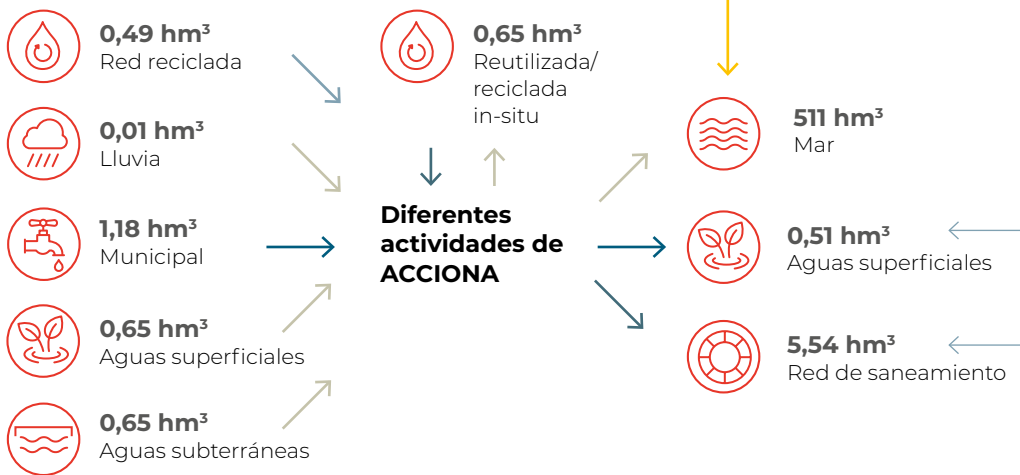 0,49 hm³
Red reciclada
0,01 hm³
Lluvia
1,18 hm³
Municipal
0,65 hm³
Aguas superficiales
0,65 hm³
Aguas subterráneas
0,65 hm³
Reutilizada/
reciclada
in-situ
Diferentes
actividades de
ACCIONA
511 hm³
Mar
0,51 hm³
Aguas superficiales
5,54 hm³
Red de saneamiento